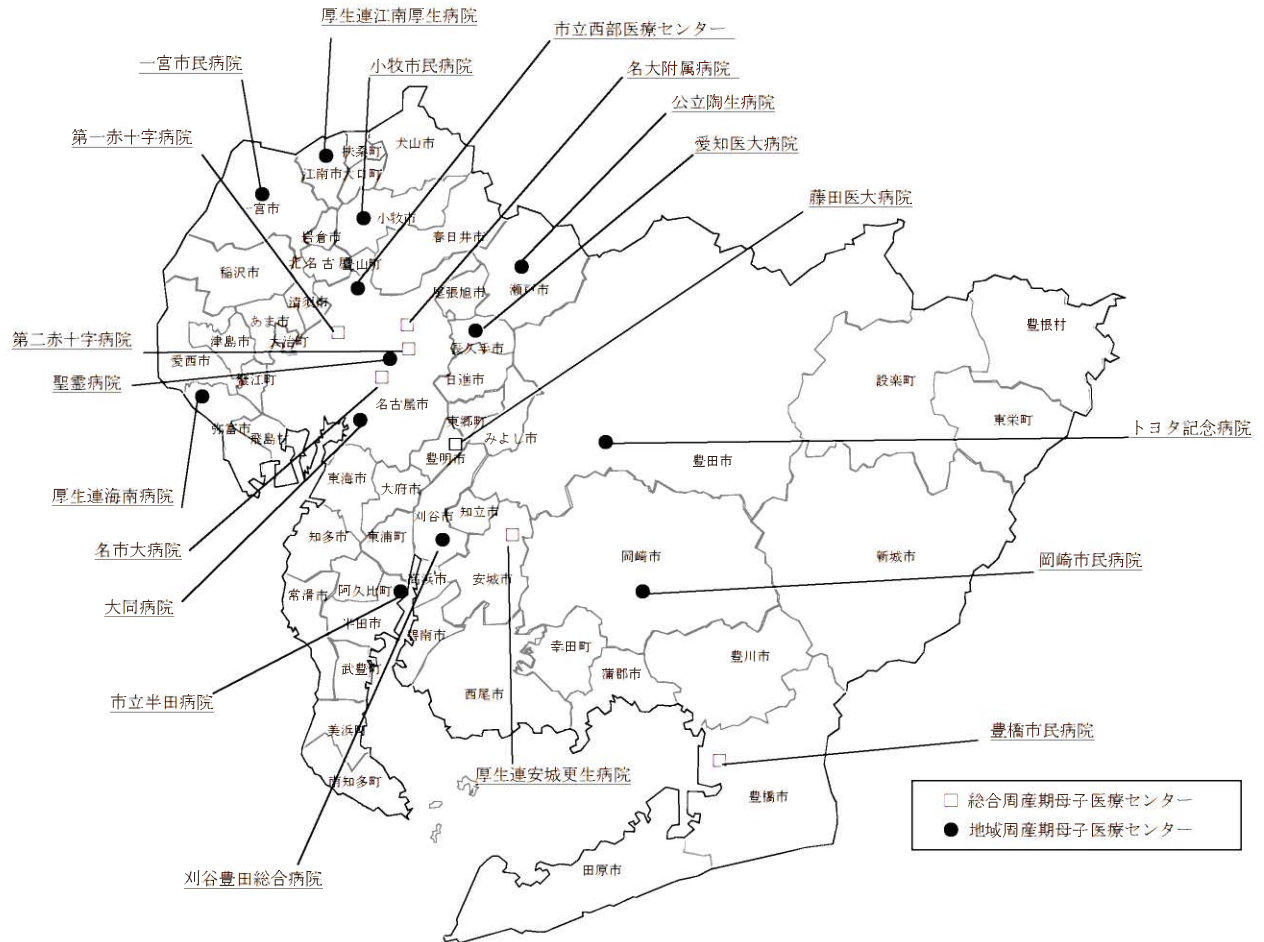 厚生連江南厚生病院
市立西部医療センター
一宮市民病院
小牧市民病院
名大附属病院
公立陶生病院
第一赤十字病院
愛知医大病院
藤田医大病院
第二赤十字病院
聖霊病院
厚生連海南病院
名市大病院
大同病院
市立半田病院
刈谷豊田総合病院
厚生連安城更生病院
トヨタ記念病院
岡崎市民病院
豊橋市民病院
犬山市
扶桑町
江南市
大口町
一宮市
小牧市
岩倉市
春日井市
稲沢市
北名古屋
豊山町
清須市
尾張旭市
瀬戸市
あま市
津島市
大治町
愛西市
蟹江町
長久手市
日進市
名古屋市
東郷町
みよし市
弥富市
飛島村
豊明市
豊田市
設楽町
豊根村
東栄町
東海市
大府市
知多市
東浦町
刈谷市
知立市
岡崎市
新城市
常滑市
阿久比町
高浜市
安城市
半田市
碧南市
武豊町
幸田町
蒲郡市
豊川市
西尾市
美浜町
南知多町
豊橋市
田原市
総合周産期母子医療センター
地域周産期母子医療センター